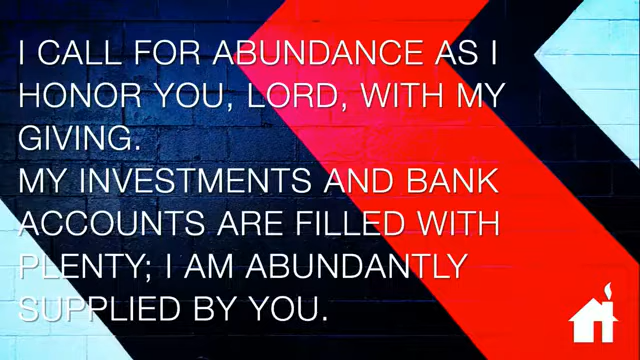 I CALL FOR ABUNDANCE AS I
HONOR YOU, LORD, WITH MY
GIVING.
MY INVESTMENTS AND BANK
ACCOUNTS ARE FILLED WITH
PLENTY; I AM ABUNDANTLY
SUPPLIED BY YOU.